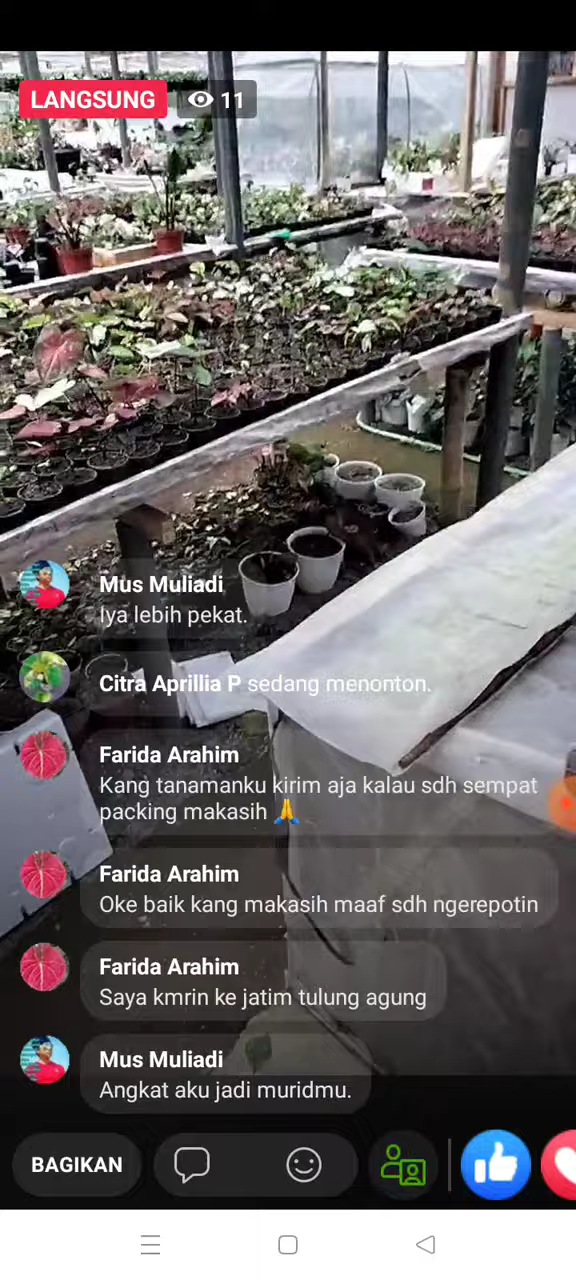 LANGSUNG
11
Mus Muliadi
Iya lebih pekat.
Citra Aprillia P sedang menonton.
Farida Arahim
Kang tanamanku kirim aja kalau sdh sempat
packing makasih 🙏
Farida Arahim
Oke baik kang makasih maaf sdh ngerepotin
Farida Arahim
Saya kmrin ke jatim tulung agung
Mus Muliadi
Angkat aku jadi muridmu.
BAGIKAN